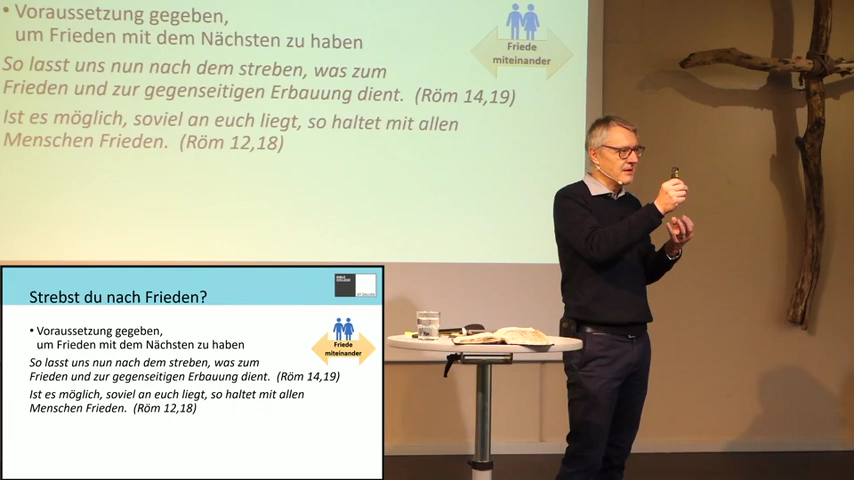 • Voraussetzung gegeben,
um Frieden mit dem Nächsten zu haben
So lasst uns nun nach dem streben, was zum
Frieden und zur gegenseitigen Erbauung dient. (Röm 14,19)
Ist es möglich, soviel an euch liegt, so haltet mit allen
Menschen Frieden. (Röm 12,18)
Friede
miteinander
Strebst du nach Frieden?
BIBLE
COLLEGE
• Voraussetzung gegeben,
um Frieden mit dem Nächsten zu haben
So lasst uns nun nach dem streben, was zum
Frieden und zur gegenseitigen Erbauung dient. (Röm 14,19)
Ist es möglich, soviel an euch liegt, so haltet mit allen
Menschen Frieden. (Röm 12,18)
Friede
miteinander